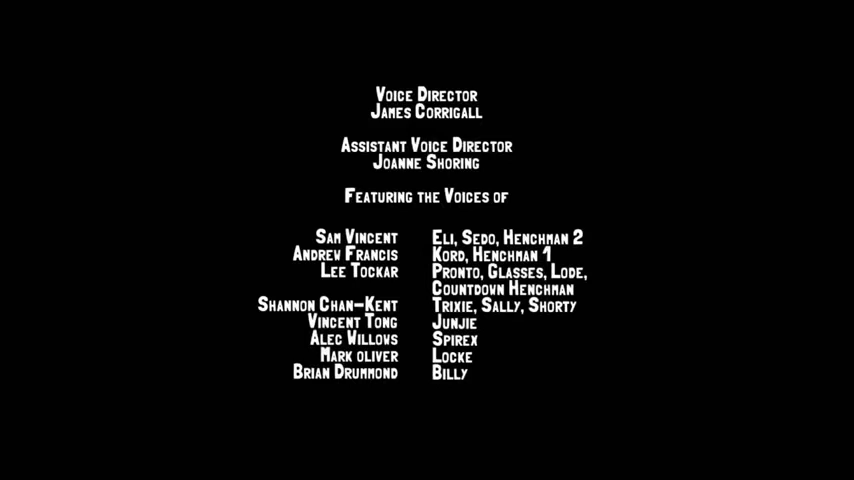 Voice Director
James Corrigall
Assistant Voice Director
Joanne Shoring
Featuring the Voices of
Sam Vincent Eli, Sedo, Henchman 2
Andrew Francis Kord, Henchman 1
Lee Tockar Pronto, Glasses, Lode,
Countdown Henchman
Shannon Chan-Kent Trixie, Sally, Shorty
Vincent Tong Junjie
Alec Willows Spirex
Mark oliver Locke
Brian Drummond Billy